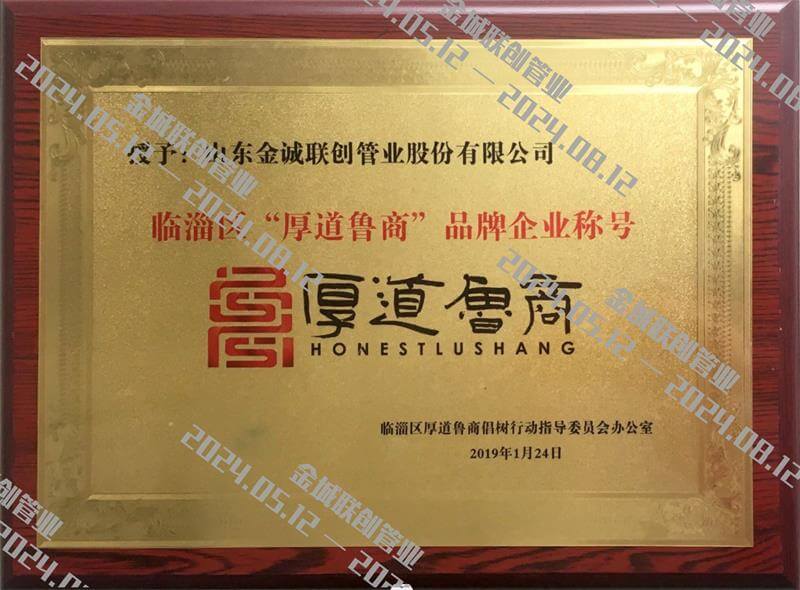 授予：山东金诚联创管业股份有限公司
临淄区“厚道鲁商”品牌企业称号
厚道鲁商
HONESTLUSHANG
临淄区厚道鲁商倡树行动指导委员会办公室
2019年1月24日
金诚联创管业
2024.05.12 — 2024.08.12